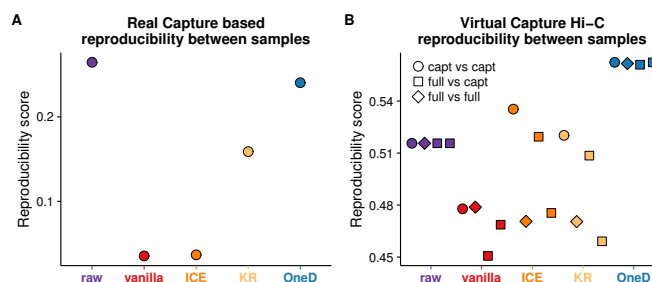 A
Real Capture based
reproducibility between samples
Reproducibility score
0.2
0.1
raw
vanilla
ICE
KR
OneD
B
Virtual Capture Hi−C
reproducibility between samples
Reproducibility score
capt vs capt
full vs capt
full vs full
0.54
0.51
0.48
0.45
raw
vanilla
ICE
KR
OneD